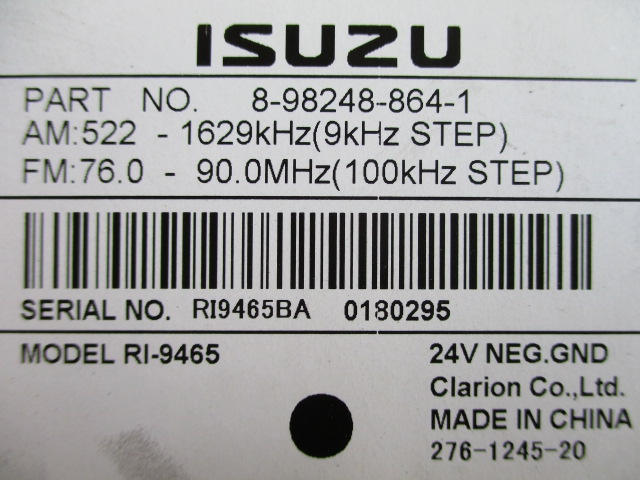 ISUZU
PART NO. 8-98248-864-1
AM:522 - 1629kHz(9kHz STEP)
FM:76.0 - 90.0MHz(100kHz STEP)
SERIAL NO. RI9465BA 0180295
MODEL RI-9465
24V NEG.GND
Clarion Co.,Ltd.
MADE IN CHINA
276-1245-20